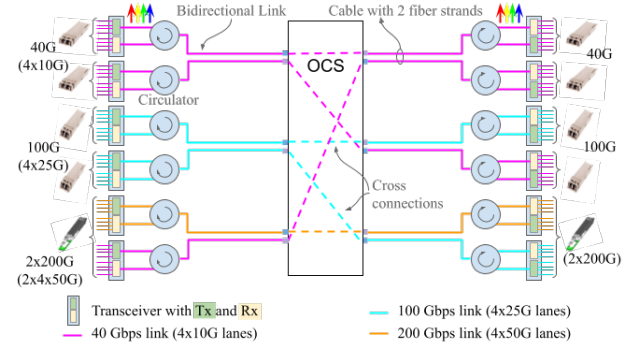 Bidirectional Link
Cable with 2 fiber strands
40G
(4x10G)
OCS
40G
Circulator
100G
(4x25G)
100G
Cross
connections
2x200G
(2x4x50G)
(2x200G)
Transceiver with Tx and Rx
100 Gbps link (4x25G lanes)
40 Gbps link (4x10G lanes)
200 Gbps link (4x50G lanes)